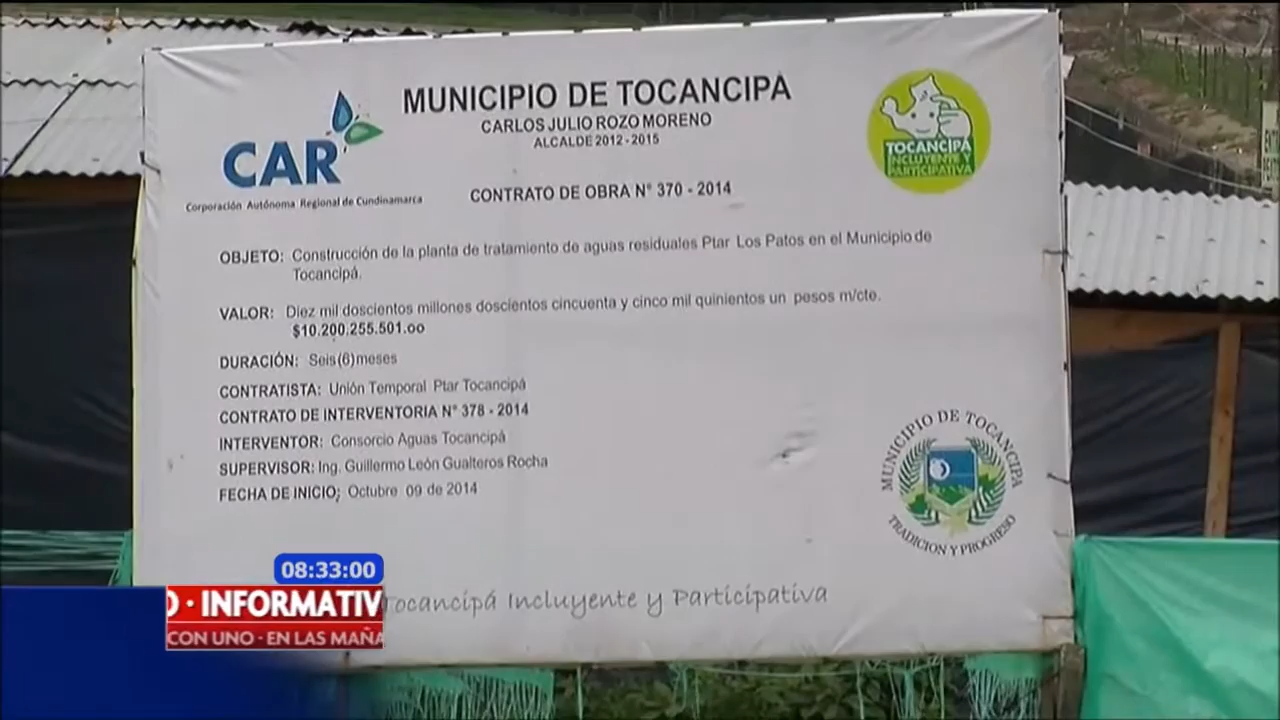 MUNICIPIO DE TOCANCIPÁ
CARLOS JULIO ROZO MORENO
ALCALDE 2012 - 2015
CAR
Corporación Autónoma Regional de Cundinamarca
TOCANCIPÁ
INCLUYENTE Y
PARTICIPATIVA
CONTRATO DE OBRA N° 370 - 2014
OBJETO: Construcción de la planta de tratamiento de aguas residuales Ptar Los Patos en el Municipio de
Tocancipá.
VALOR: Diez mil doscientos millones doscientos cincuenta y cinco mil quinientos un pesos m/cte.
$10.200.255.501.oo
DURACIÓN: Seis(6)meses
CONTRATISTA: Unión Temporal Ptar Tocancipá
CONTRATO DE INTERVENTORIA N° 378 - 2014
INTERVENTOR: Consorcio Aguas Tocancipá
SUPERVISOR: Ing. Guillermo León Gualteros Rocha
FECHA DE INICIO; Octubre 09 de 2014
MUNICIPIO DE TOCANCIPA
TRADICION Y PROGRESO
Tocancipá Incluyente y Participativa
08:33:00
O · INFORMATIV
CON UNO · EN LAS MAÑA